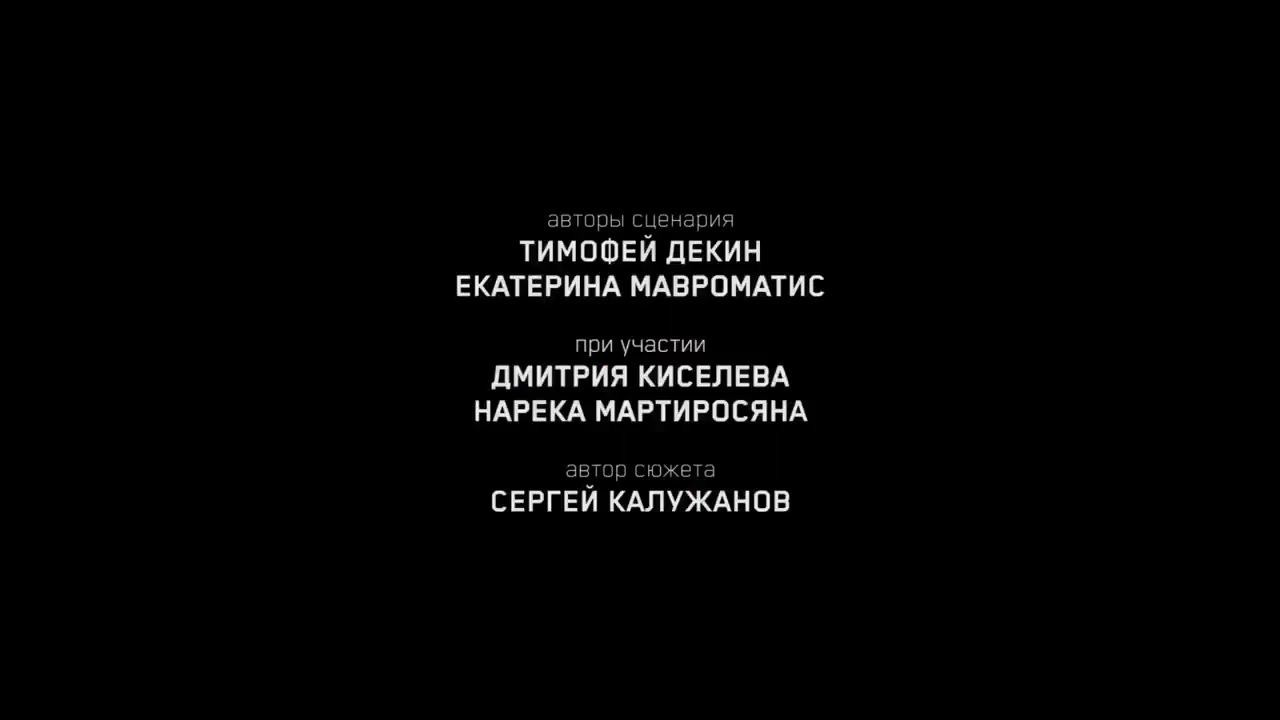 авторы сценария
ТИМОФЕЙ ДЕКИН
ЕКАТЕРИНА МАВРОМАТИС
при участии
ДМИТРИЯ КИСЕЛЕВА
НАРЕКА МАРТИРОСЯНА
автор сюжета
СЕРГЕЙ КАЛУЖАНОВ